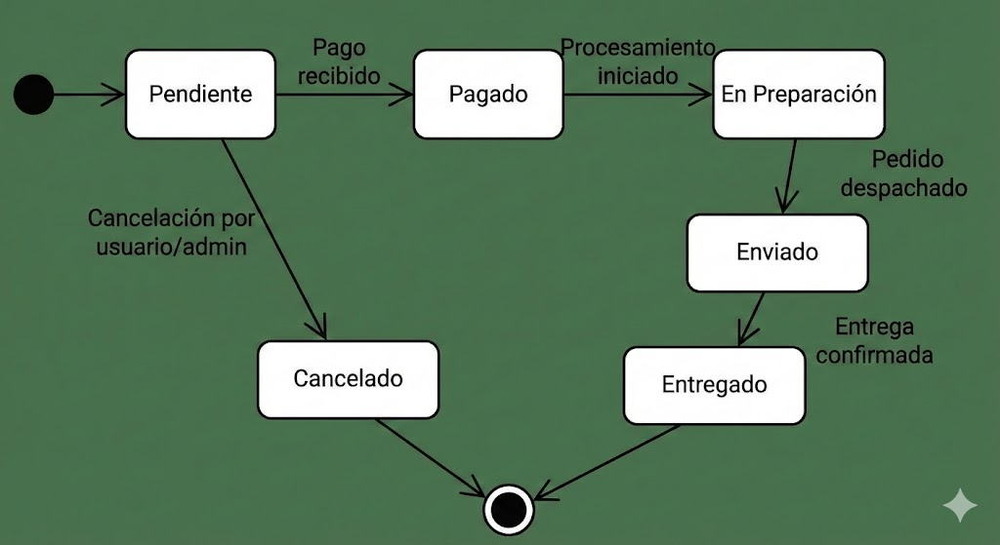 Pago
recibido
Procesamiento
iniciado
Pendiente
Pagado
En Preparación
Pedido
despachado
Cancelación por
usuario/admin
Enviado
Entrega
confirmada
Cancelado
Entregado